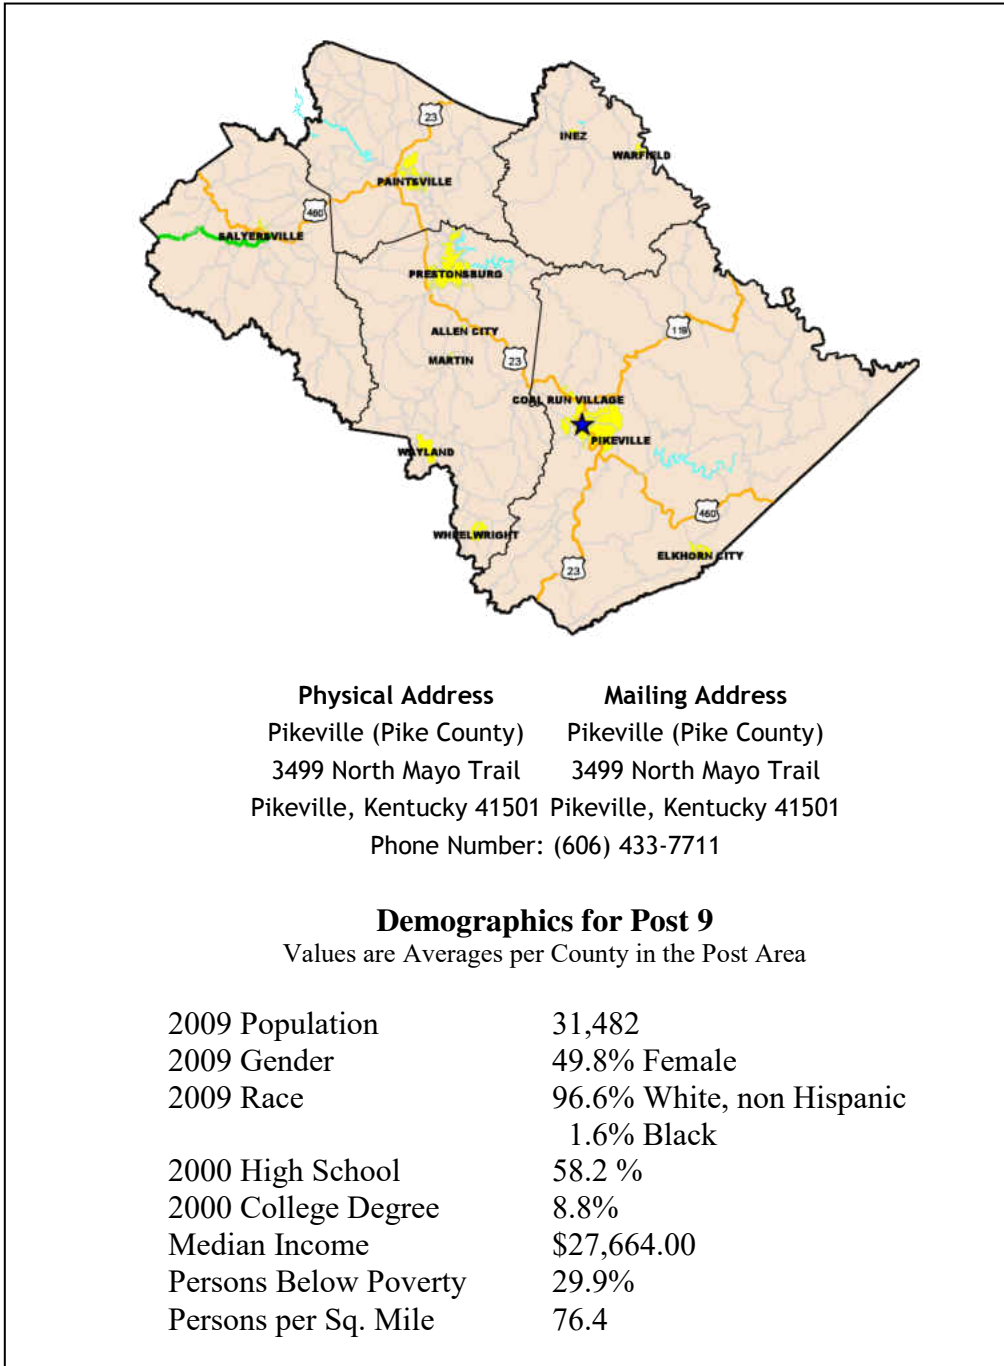 23
INEZ
WARFIELD
PAINTSVILLE
460
SALYERSVILLE
PRESTONSBURG
ALLEN CITY
119
MARTIN
23
COAL RUN VILLAGE
PIKEVILLE
WAYLAND
460
WHEELWRIGHT
ELKHORN CITY
23
Physical Address Mailing Address
Pikeville (Pike County) Pikeville (Pike County)
3499 North Mayo Trail 3499 North Mayo Trail
Pikeville, Kentucky 41501 Pikeville, Kentucky 41501
Phone Number: (606) 433-7711
Demographics for Post 9
Values are Averages per County in the Post Area
2009 Population 31,482
2009 Gender 49.8% Female
2009 Race 96.6% White, non Hispanic
1.6% Black
2000 High School 58.2 %
2000 College Degree 8.8%
Median Income $27,664.00
Persons Below Poverty 29.9%
Persons per Sq. Mile 76.4